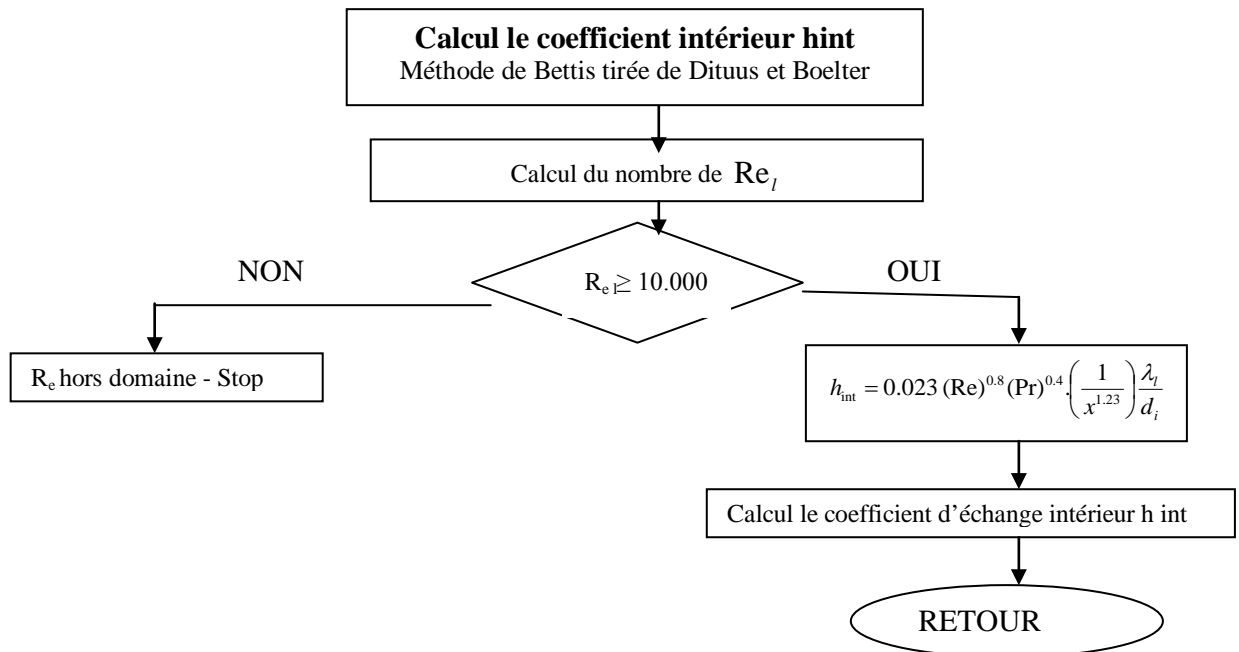 Calcul le coefficient intérieur hint
Méthode de Bettis tirée de Dituus et Boelter
Calcul du nombre de Re_l
NON
OUI
R_e l ≥ 10.000
R_e hors domaine - Stop
h_int = 0.023 (Re)^0.8 (Pr)^0.4 . (1/x^1.23) λ_l/d_i
Calcul le coefficient d’échange intérieur h int
RETOUR